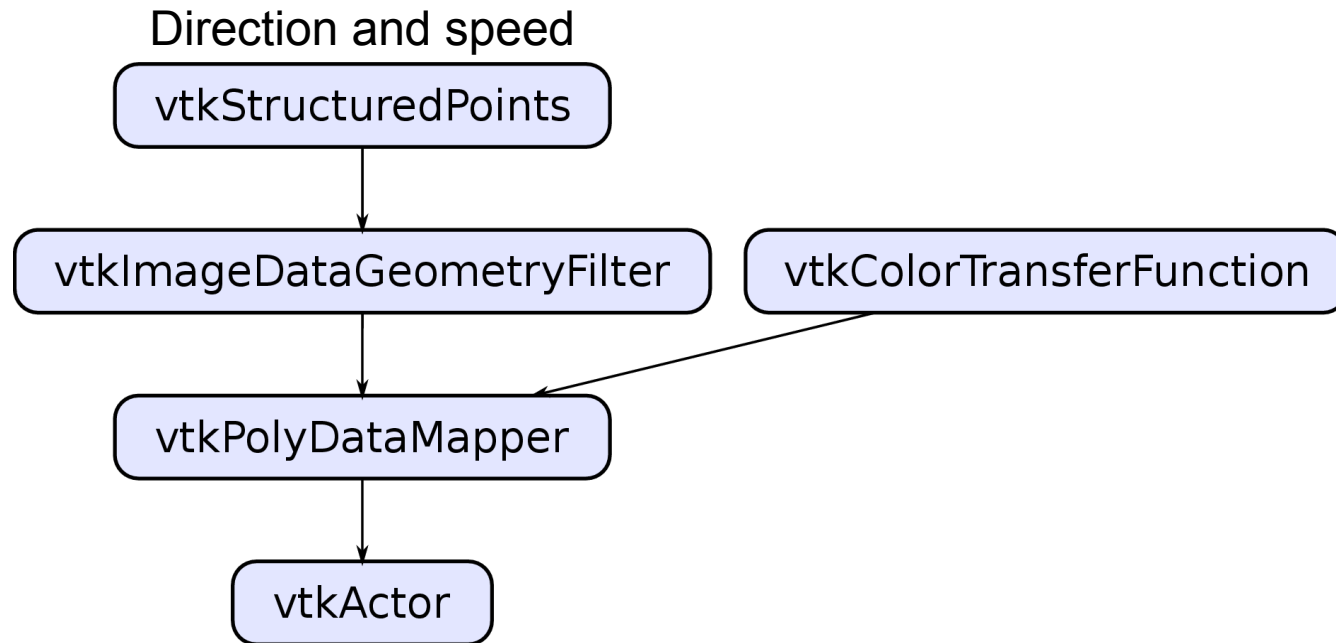 Direction and speed
vtkStructuredPoints
vtkImageDataGeometryFilter
vtkColorTransferFunction
vtkPolyDataMapper
vtkActor